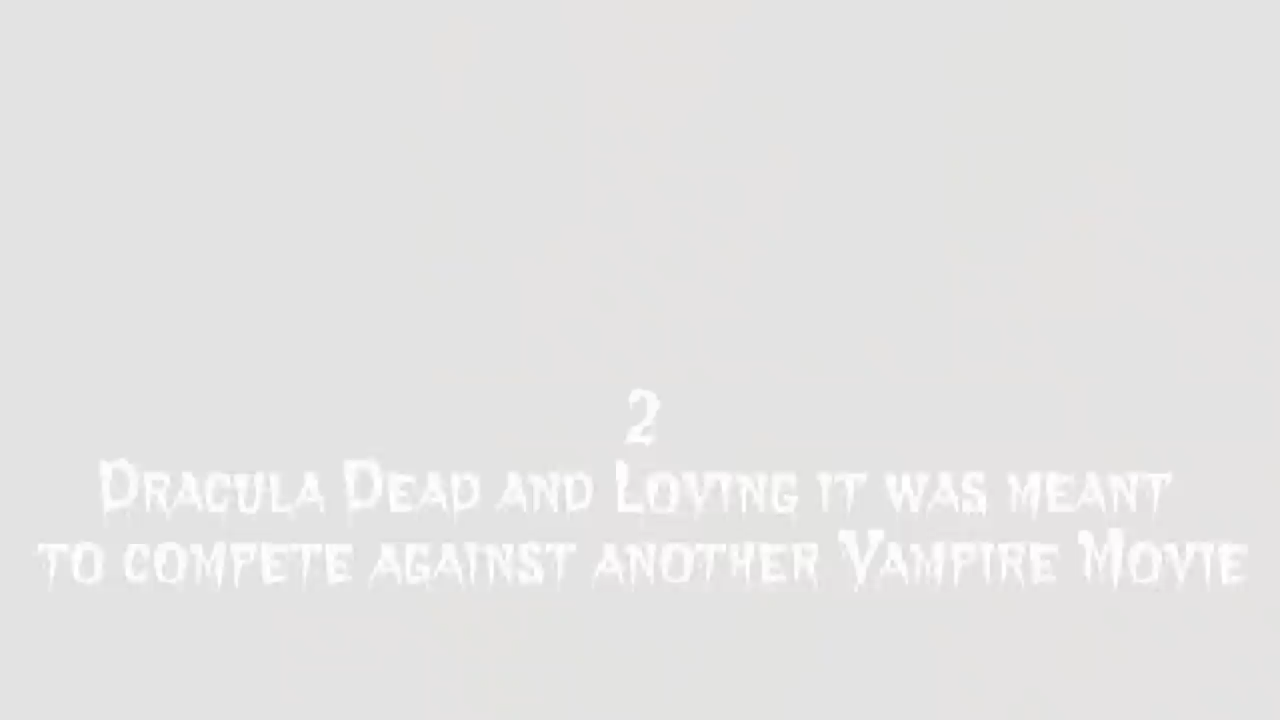 2
Dracula Dead and Loving it was meant
to compete against another Vampire Movie